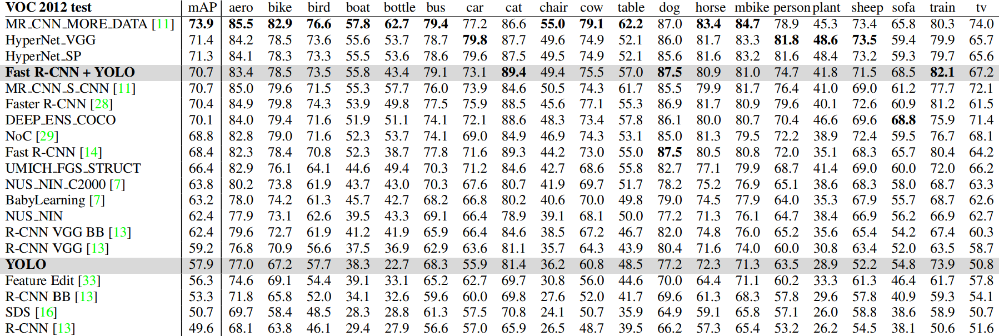 VOC 2012 test mAP aero bike bird boat bottle bus car cat chair cow table dog horse mbike person plant sheep sofa train tv
MR_CNN_MORE_DATA [11] 73.9 85.5 82.9 76.6 57.8 62.7 79.4 77.2 86.6 55.0 79.1 62.2 87.0 83.4 84.7 78.9 45.3 73.4 65.8 80.3 74.0
HyperNet_VGG 71.4 84.2 78.5 73.6 55.6 53.7 78.7 79.8 87.7 49.6 74.9 52.1 86.0 81.7 83.3 81.8 48.6 73.5 59.4 79.9 65.7
HyperNet_SP 71.3 84.1 78.3 73.3 55.5 53.6 78.6 79.6 87.5 49.5 74.9 52.1 85.6 81.6 83.2 81.6 48.4 73.2 59.3 79.7 65.6
Fast R-CNN + YOLO 70.7 83.4 78.5 73.5 55.8 43.4 79.1 73.1 89.4 49.4 75.5 57.0 87.5 80.9 81.0 74.7 41.8 71.5 68.5 82.1 67.2
MR_CNN_S_CNN [11] 70.7 85.0 79.6 71.5 55.3 57.7 76.0 73.9 84.6 50.5 74.3 61.7 85.5 79.9 81.7 76.4 41.0 69.0 61.2 77.7 72.1
Faster R-CNN [28] 70.4 84.9 79.8 74.3 53.9 49.8 77.5 75.9 88.5 45.6 77.1 55.3 86.9 81.7 80.9 79.6 40.1 72.6 60.9 81.2 61.5
DEEP_ENS_COCO 70.1 84.0 79.4 71.6 51.9 51.1 74.1 72.1 88.6 48.3 73.4 57.8 86.1 80.0 80.7 70.4 46.6 69.6 68.8 75.9 71.4
NoC [29] 68.8 82.8 79.0 71.6 52.3 53.7 74.1 69.0 84.9 46.9 74.3 53.1 85.0 81.3 79.5 72.2 38.9 72.4 59.5 76.7 68.1
Fast R-CNN [14] 68.4 82.3 78.4 70.8 52.3 38.7 77.8 71.6 89.3 44.2 73.0 55.0 87.5 80.5 80.8 72.0 35.1 68.3 65.7 80.4 64.2
UMICH_FGS_STRUCT 66.4 82.9 76.1 64.1 44.6 49.4 70.3 71.2 84.6 42.7 68.6 55.8 82.7 77.1 79.9 68.7 41.4 69.0 60.0 72.0 66.2
NUS_NIN_C2000 [7] 63.8 80.2 73.8 61.9 43.7 43.0 70.3 67.6 80.7 41.9 69.7 51.7 78.2 75.2 76.9 65.1 38.6 68.3 58.0 68.7 63.3
BabyLearning [7] 63.2 78.0 74.2 61.3 45.7 42.7 68.2 66.8 80.2 40.6 70.0 49.8 79.0 74.5 77.9 64.0 35.3 67.9 55.7 68.7 62.6
NUS_NIN 62.4 77.9 73.1 62.6 39.5 43.3 69.1 66.4 78.9 39.1 68.1 50.0 77.2 71.3 76.1 64.7 38.4 66.9 56.2 66.9 62.7
R-CNN VGG BB [13] 62.4 79.6 72.7 61.9 41.2 41.9 65.9 66.4 84.6 38.5 67.2 46.7 82.0 74.8 76.0 65.2 35.6 65.4 54.2 67.4 60.3
R-CNN VGG [13] 59.2 76.8 70.9 56.6 37.5 36.9 62.9 63.6 81.1 35.7 64.3 43.9 80.4 71.6 74.0 60.0 30.8 63.4 52.0 63.5 58.7
YOLO 57.9 77.0 67.2 57.7 38.3 22.7 68.3 55.9 81.4 36.2 60.8 48.5 77.2 72.3 71.3 63.5 28.9 52.2 54.8 73.9 50.8
Feature Edit [33] 56.3 74.6 69.1 54.4 39.1 33.1 65.2 62.7 69.7 30.8 56.0 44.6 70.0 64.4 71.1 60.2 33.3 61.3 46.4 61.7 57.8
R-CNN BB [13] 53.3 71.8 65.8 52.0 34.1 32.6 59.6 60.0 69.8 27.6 52.0 41.7 69.6 61.3 68.3 57.8 29.6 57.8 40.9 59.3 54.1
SDS [16] 50.7 69.7 58.4 48.5 28.3 28.8 61.3 57.5 70.8 24.1 50.7 35.9 64.9 59.1 65.8 57.1 26.0 58.8 38.6 58.9 50.7
R-CNN [13] 49.6 68.1 63.8 46.1 29.4 27.9 56.6 57.0 65.9 26.5 48.7 39.5 66.2 57.3 65.4 53.2 26.2 54.5 38.1 50.6 51.6